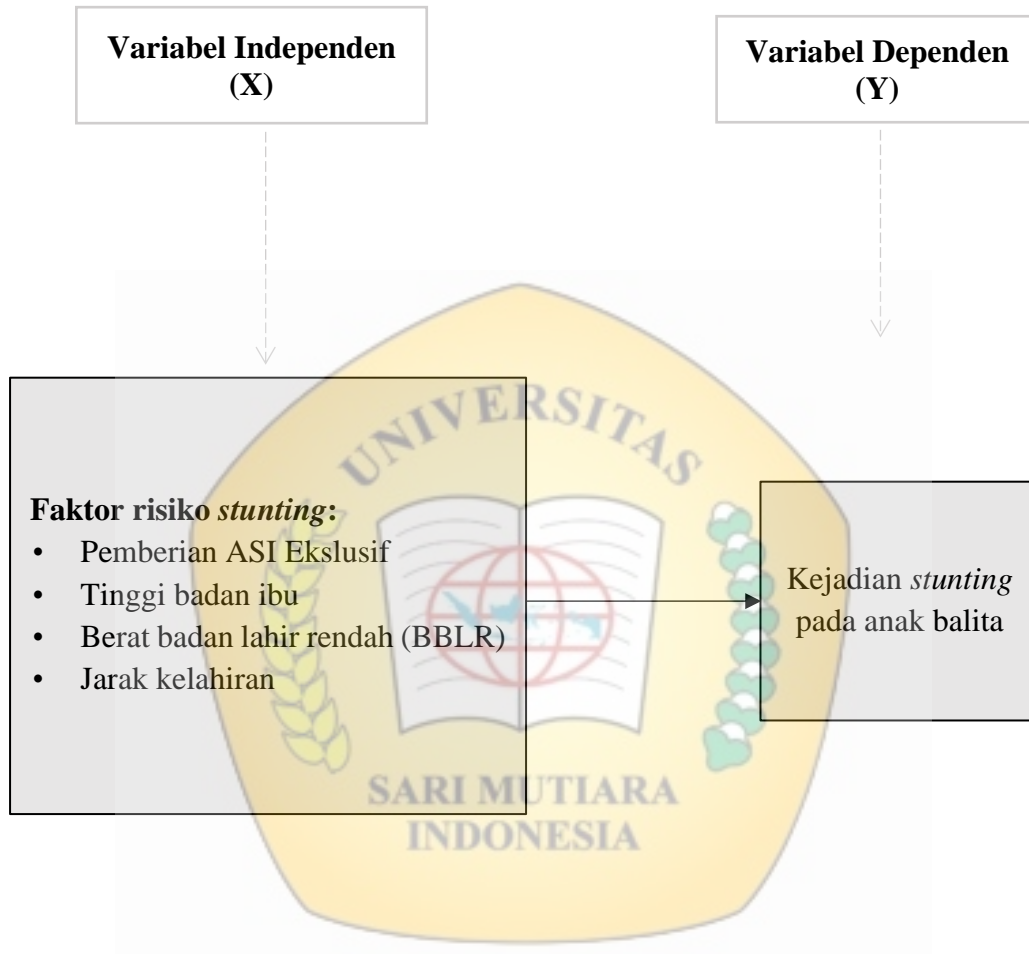 Variabel Independen
(X)
Variabel Dependen
(Y)
UNIVERSITAS
Faktor risiko stunting:
• Pemberian ASI Ekslusif
• Tinggi badan ibu
• Berat badan lahir rendah (BBLR)
• Jarak kelahiran
Kejadian stunting
pada anak balita
SARI MUTIARA
INDONESIA